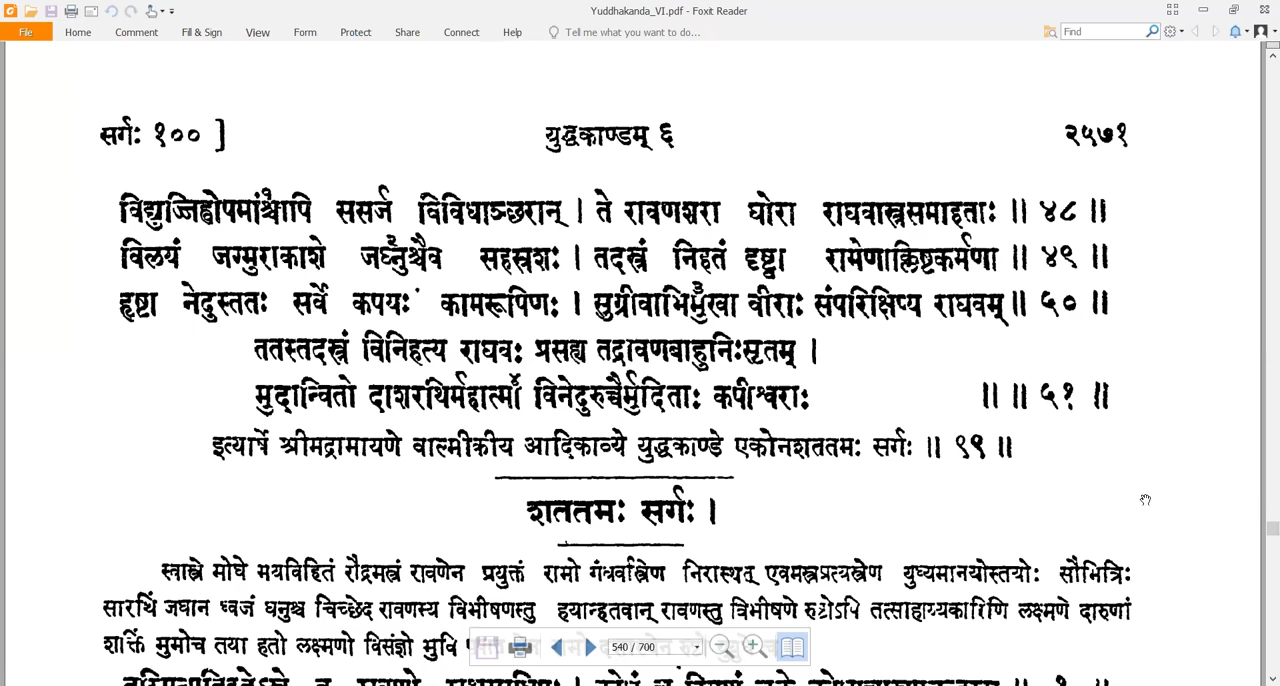 Yuddhakanda_VI.pdf - Foxit Reader
File Home Comment Fill & Sign View Form Protect Share Connect Help Tell me what you want to do... Find
सर्गः १०० ] युद्धकाण्डम् ६ २५७१
विद्युज्जिह्वोपमांश्चापि ससर्ज विविधाञ्छरान् । ते रावणशरा घोरा राघवास्त्रसमाहताः ॥ ४८ ॥
विलयं जग्मुराकाशे जघ्नुश्चैव सहस्रशः । तदस्त्रं निहतं दृष्ट्वा रामेणाक्लिष्टकर्मणा ॥ ४९ ॥
हृष्टा नेदुस्ततः सर्वे कपयः कामरूपिणः । सुग्रीवाभिमुखा वीराः संपरिक्षिप्य राघवम् ॥ ५० ॥
ततस्तदस्त्रं विनिहत्य राघवः प्रसह्य तद्रावणबाहुनिःसृतम् ।
मुदान्वितो दाशरथिर्महात्मा विनेदुरुच्चैर्मुदिताः कपीश्वराः ॥ ॥ ५१ ॥
इत्यार्षे श्रीमद्रामायणे वाल्मीकीय आदिकाव्ये युद्धकाण्डे एकोनशततमः सर्गः ॥ ९९ ॥
शततमः सर्गः ।
स्वास्त्रे मोघे मयविहितं रौद्रमस्त्रं रावणेन प्रयुक्तं रामो गंधर्वास्त्रेण निरास्थत् एवमस्त्रप्रत्यस्त्रेण युध्यमानयोस्तयोः सौमित्रिः
सारथिं जघान ध्वजं धनुश्च चिच्छेद रावणस्य विभीषणस्तु हयान्हतवान् रावणस्तु विभीषणे रुष्टोऽपि तत्साहाय्यकारिणि लक्ष्मणे दारुणां
शक्तिं मुमोच तया हतो लक्ष्मणो विसंज्ञो भुवि
540 / 700